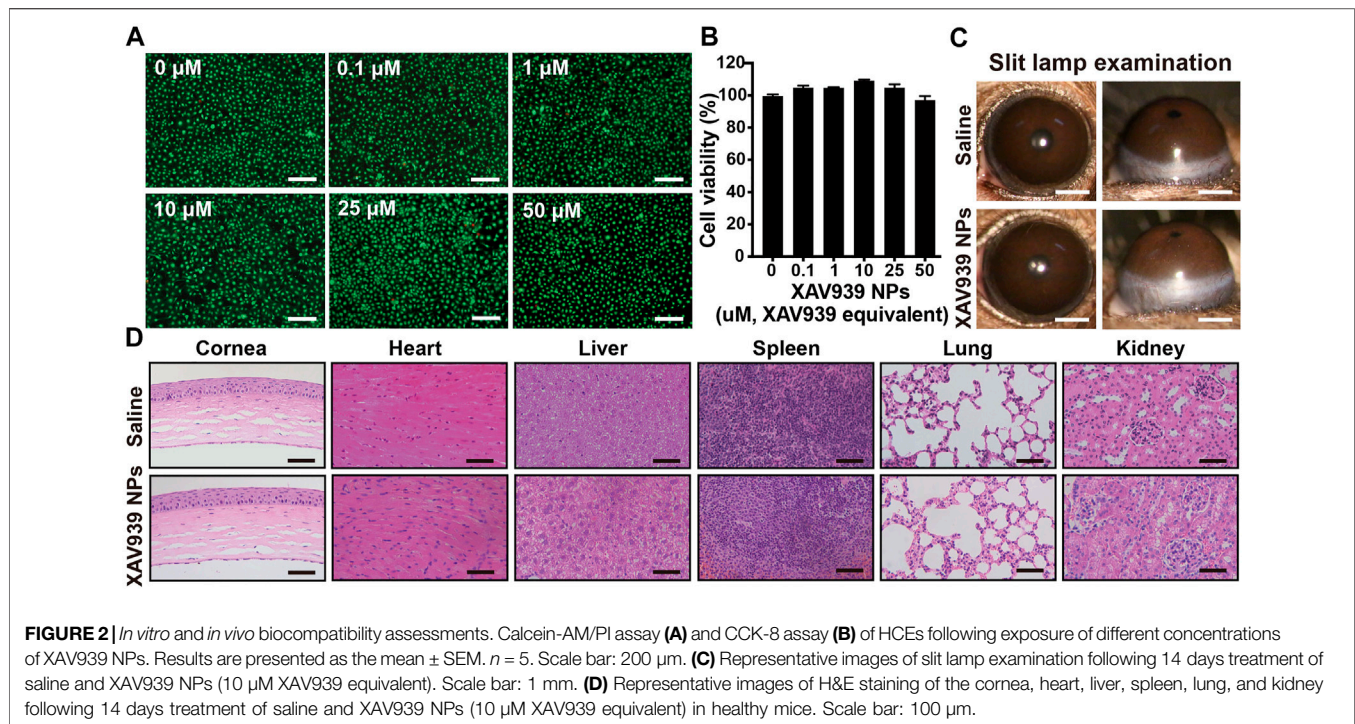 A
0 µM
0.1 µM
1 µM
10 µM
25 µM
50 µM
B
120
100
80
60
40
20
0
Cell viability (%)
0 0.1 1 10 25 50
XAV939 NPs
(uM, XAV939 equivalent)
C
Slit lamp examination
Saline
XAV939 NPs
D
Cornea Heart Liver Spleen Lung Kidney
Saline
XAV939 NPs
FIGURE 2 | In vitro and in vivo biocompatibility assessments. Calcein-AM/PI assay (A) and CCK-8 assay (B) of HCEs following exposure of different concentrations
of XAV939 NPs. Results are presented as the mean ± SEM. n = 5. Scale bar: 200 µm. (C) Representative images of slit lamp examination following 14 days treatment of
saline and XAV939 NPs (10 µM XAV939 equivalent). Scale bar: 1 mm. (D) Representative images of H&E staining of the cornea, heart, liver, spleen, lung, and kidney
following 14 days treatment of saline and XAV939 NPs (10 µM XAV939 equivalent) in healthy mice. Scale bar: 100 µm.